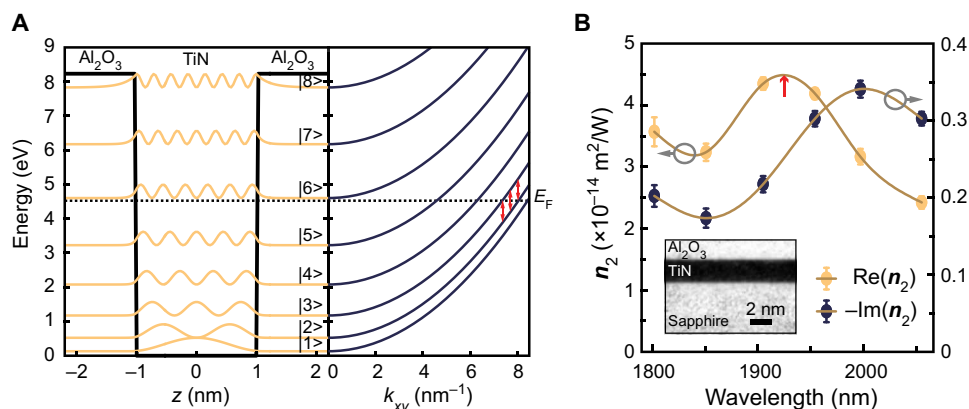 A
Al2O3 TiN Al2O3
9
8
7
6
5
4
3
2
1
0
Energy (eV)
|8>
|7>
|6>
|5>
|4>
|3>
|2>
|1>
EF
–2 –1 0 1 2
z (nm)
0 2 4 6 8
kxy (nm–1)
B
5
4
3
2
1
0
n2 (×10–14 m2/W)
0.4
0.3
0.2
0.1
0
Al2O3
TiN
Sapphire
2 nm
Re(n2)
–Im(n2)
1800 1900 2000
Wavelength (nm)